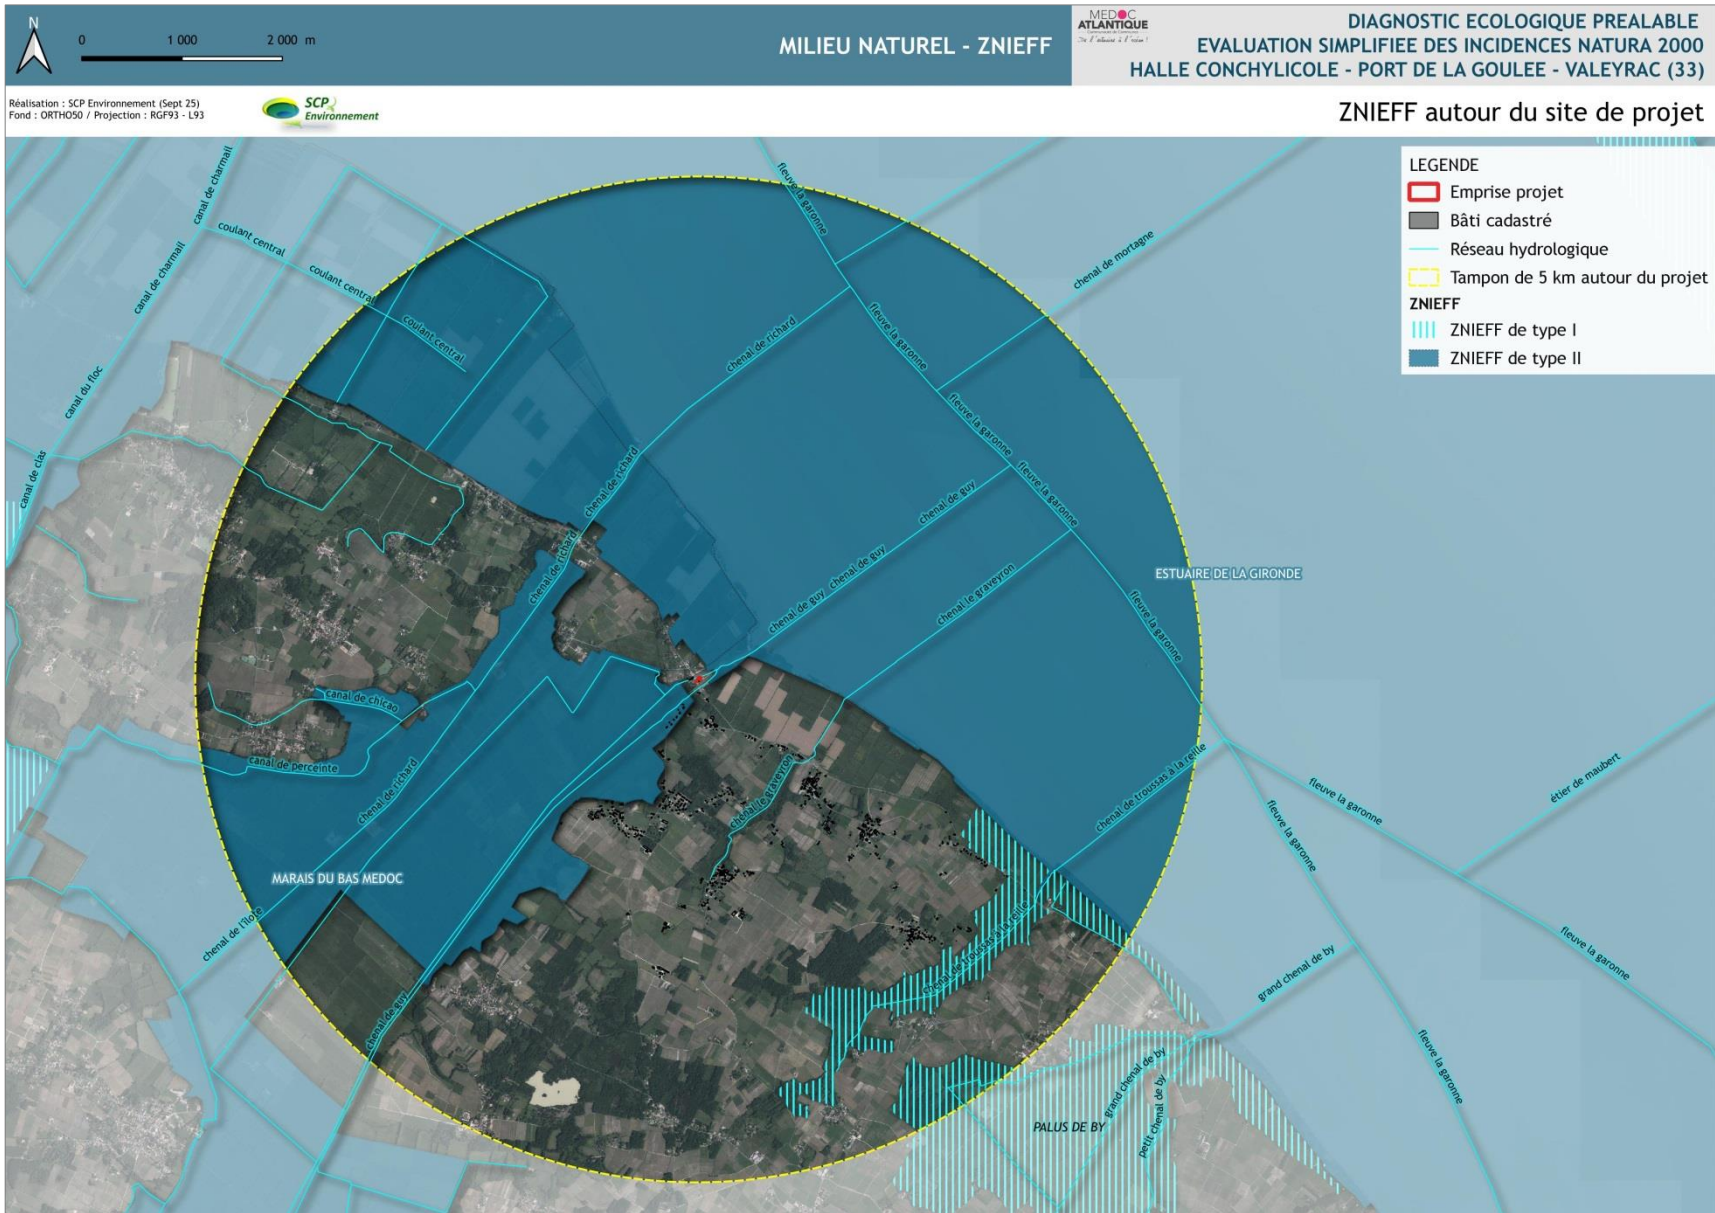 N
0 1 000 2 000 m
MILIEU NATUREL - ZNIEFF
MEDOC
ATLANTIQUE
DIAGNOSTIC ECOLOGIQUE PREALABLE
EVALUATION SIMPLIFIEE DES INCIDENCES NATURA 2000
HALLE CONCHYLICOLE - PORT DE LA GOULEE - VALEYRAC (33)
Réalisation : SCP Environnement (Sept 25)
Fond : ORTHO50 / Projection : RGF93 - L93
SCP
Environnement
ZNIEFF autour du site de projet
LEGENDE
Emprise projet
Bâti cadastré
Réseau hydrologique
Tampon de 5 km autour du projet
ZNIEFF
ZNIEFF de type I
ZNIEFF de type II
canal de charmail
canal de charmail
coulant central
coulant central
coulant central
canal du floc
canal de clas
fleuve la garonne
chenal de mortagne
chenal de richard
fleuve la garonne
fleuve la garonne
chenal de richard
fleuve la garonne
chenal de guy
chenal de richard
chenal de guy
chenal de guy
chenal le graveyron
ESTUAIRE DE LA GIRONDE
fleuve la garonne
canal de chicao
canal de perceinte
chenal de richard
chenal le graveyron
chenal de troussas à la reille
fleuve la garonne
fleuve la garonne
étier de maubert
MARAIS DU BAS MEDOC
chenal de l'ilote
chenal de troussas à la reille
fleuve la garonne
grand chenal de by
chenal de guy
fleuve la garonne
grand chenal de by
petit chenal de by
PALUS DE BY